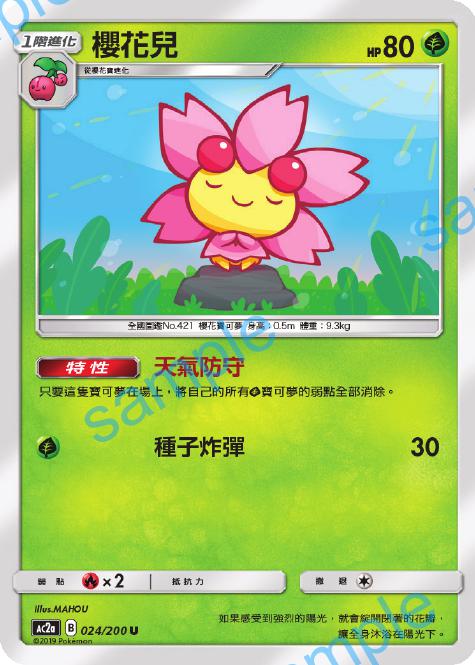 1階進化
櫻花兒
HP 80
從櫻花寶進化
全國圖鑑No.421 櫻花寶可夢 身高：0.5m 體重：9.3kg
特性 天氣防守
只要這隻寶可夢在場上，將自己的所有寶可夢的弱點全部消除。
種子炸彈 30
弱點 ×2 抵抗力 撤退
illus.MAHOU
AC2a B 024/200 U
©2019 Pokémon
如果感受到強烈的陽光，就會綻開閉著的花瓣，
讓全身沐浴在陽光下。
sample
sample
sample
sample
sample